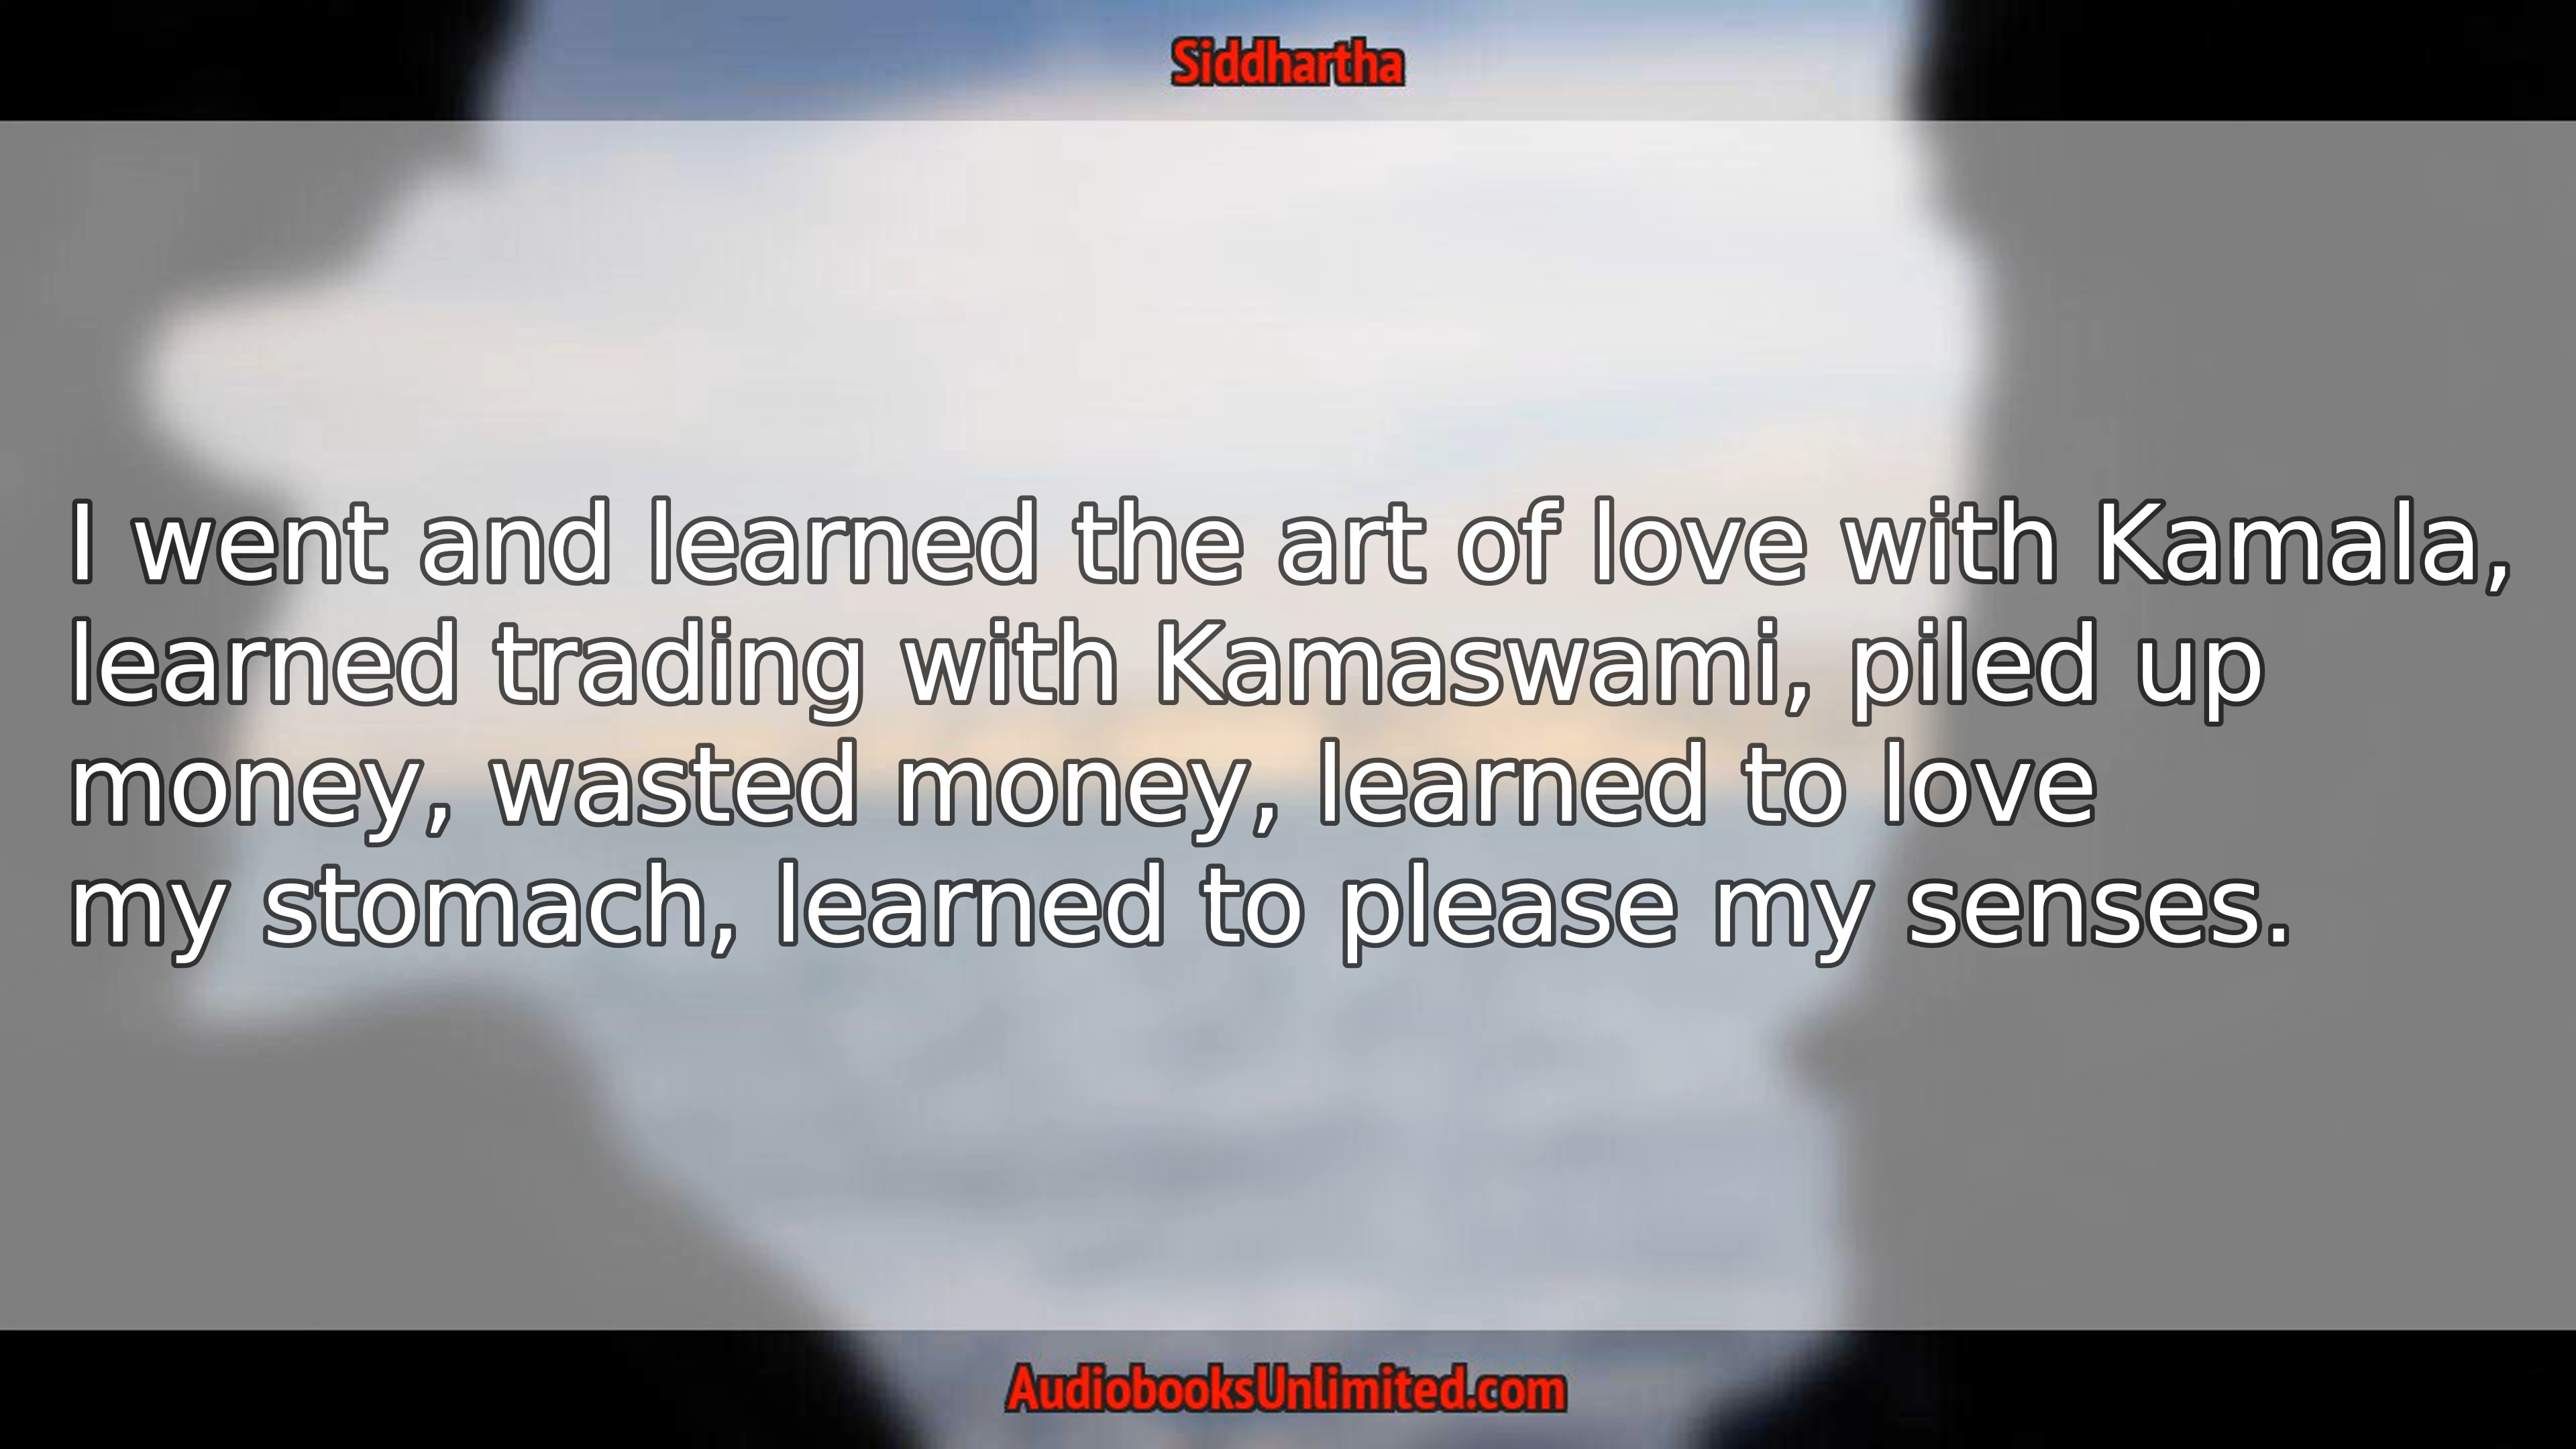 Siddhartha
I went and learned the art of love with Kamala,
learned trading with Kamaswami, piled up
money, wasted money, learned to love
my stomach, learned to please my senses.
AudiobooksUnlimited.com